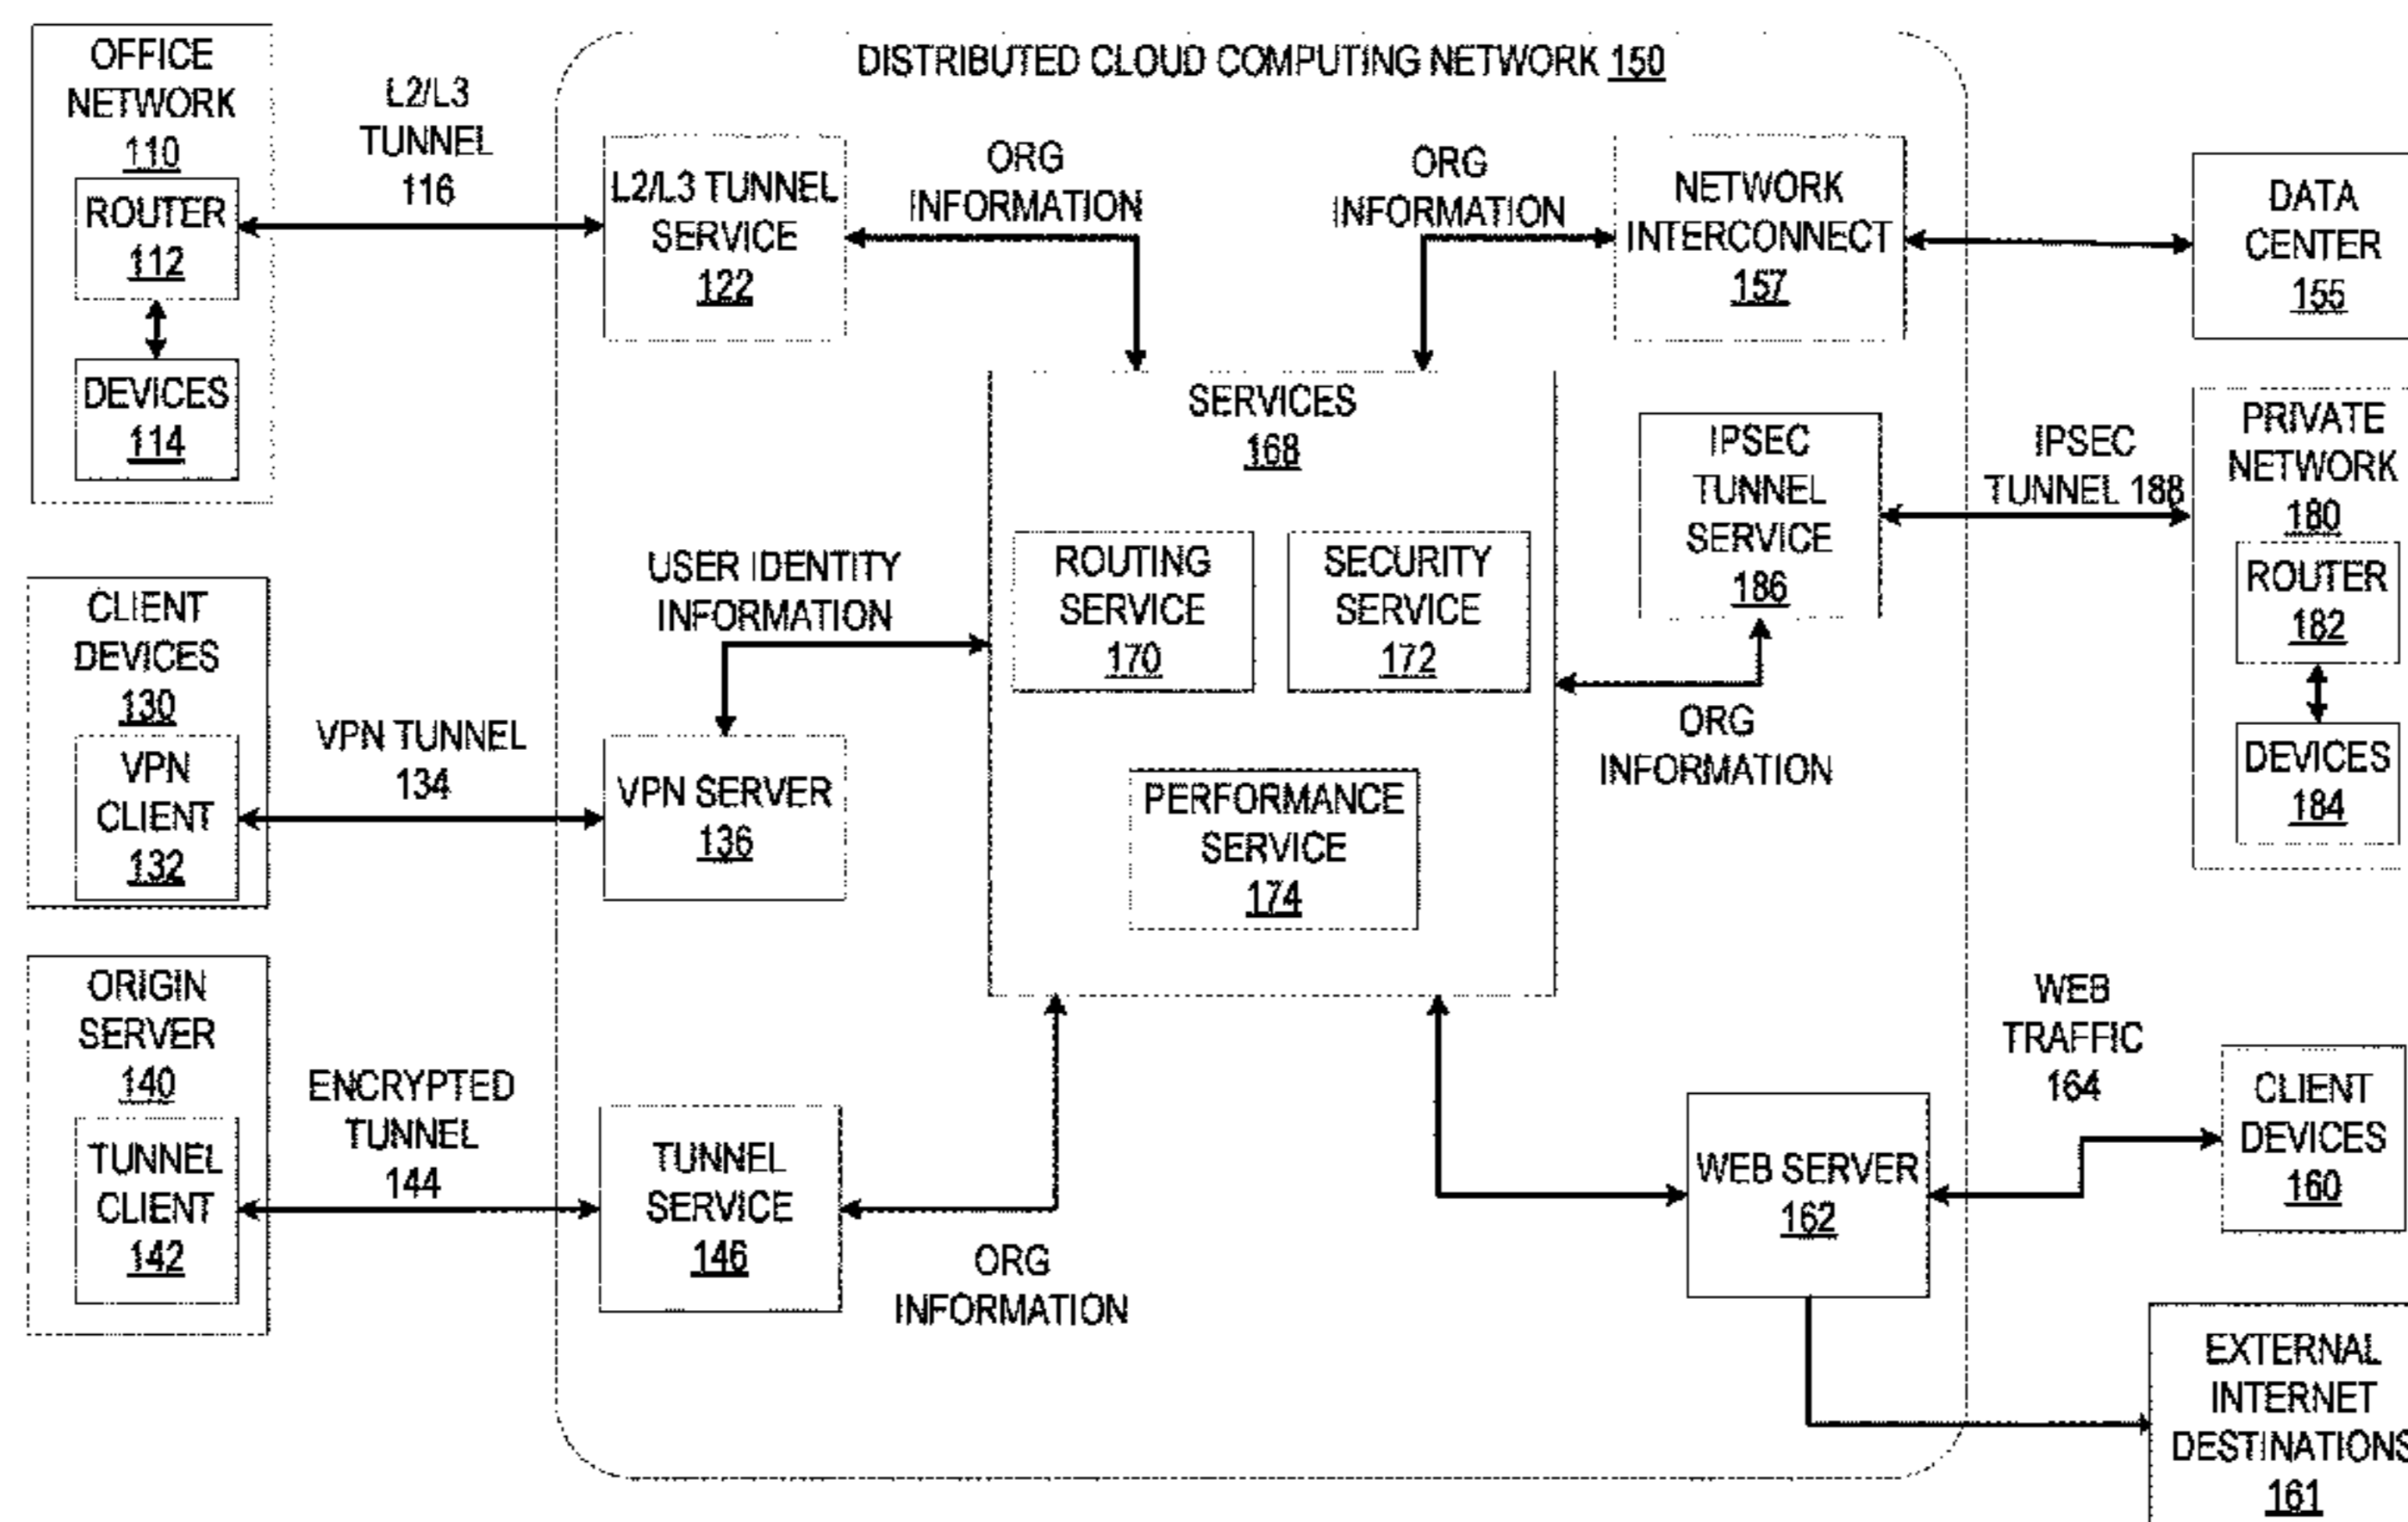 DISTRIBUTED CLOUD COMPUTING NETWORK 150
OFFICE
NETWORK
110
ROUTER
112
DEVICES
114
L2/L3
TUNNEL
116
L2/L3 TUNNEL
SERVICE
122
ORG
INFORMATION
ORG
INFORMATION
NETWORK
INTERCONNECT
157
DATA
CENTER
155
SERVICES
168
ROUTING
SERVICE
170
SECURITY
SERVICE
172
PERFORMANCE
SERVICE
174
IPSEC
TUNNEL
SERVICE
186
IPSEC
TUNNEL 188
PRIVATE
NETWORK
180
ROUTER
182
DEVICES
184
ORG
INFORMATION
CLIENT
DEVICES
130
VPN
CLIENT
132
VPN TUNNEL
134
USER IDENTITY
INFORMATION
VPN SERVER
136
ORIGIN
SERVER
140
TUNNEL
CLIENT
142
ENCRYPTED
TUNNEL
144
TUNNEL
SERVICE
146
ORG
INFORMATION
WEB SERVER
162
WEB
TRAFFIC
164
CLIENT
DEVICES
160
EXTERNAL
INTERNET
DESTINATIONS
161